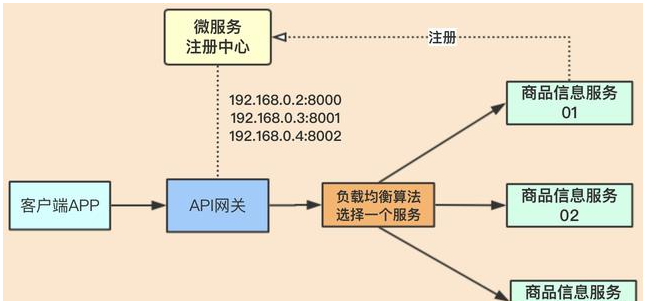 微服务
注册中心
注册
192.168.0.2:8000
192.168.0.3:8001
192.168.0.4:8002
商品信息服务
01
客户端APP
API网关
负载均衡算法
选择一个服务
商品信息服务
02
商品信息服务